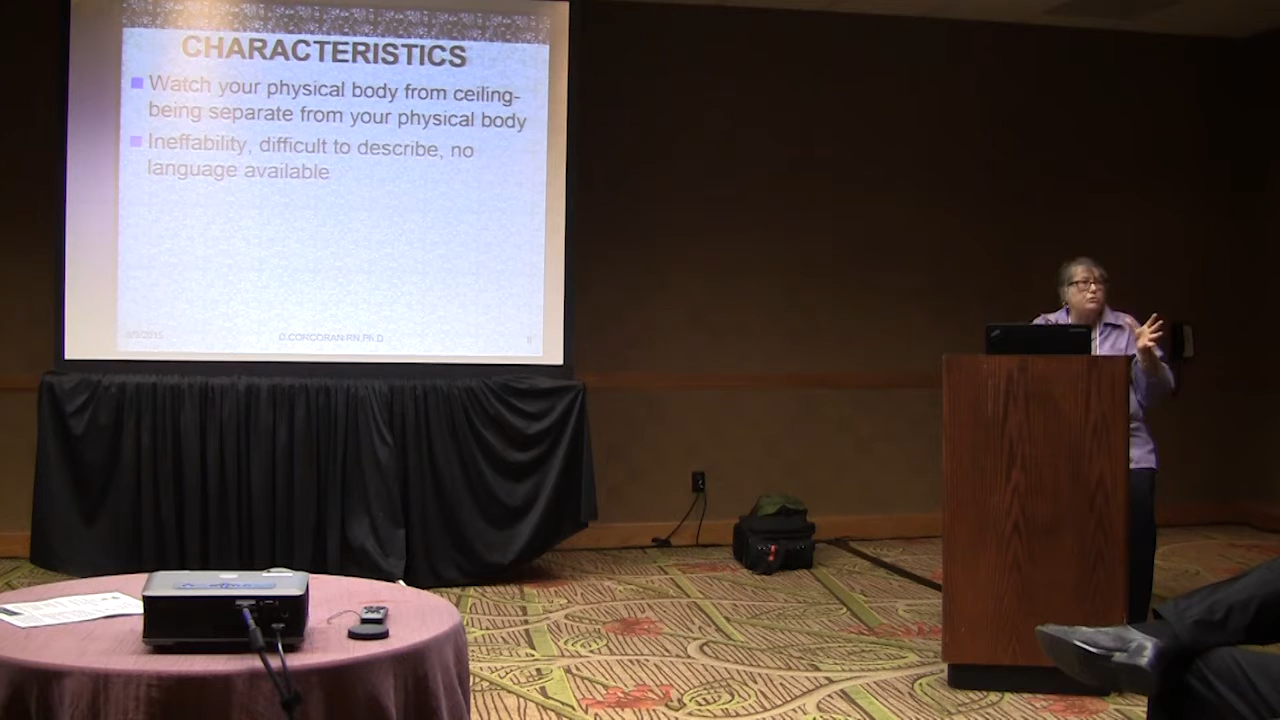 CHARACTERISTICS
Watch your physical body from ceiling-
being separate from your physical body
Ineffability, difficult to describe, no
language available
D.CORCORAN RN,Ph.D